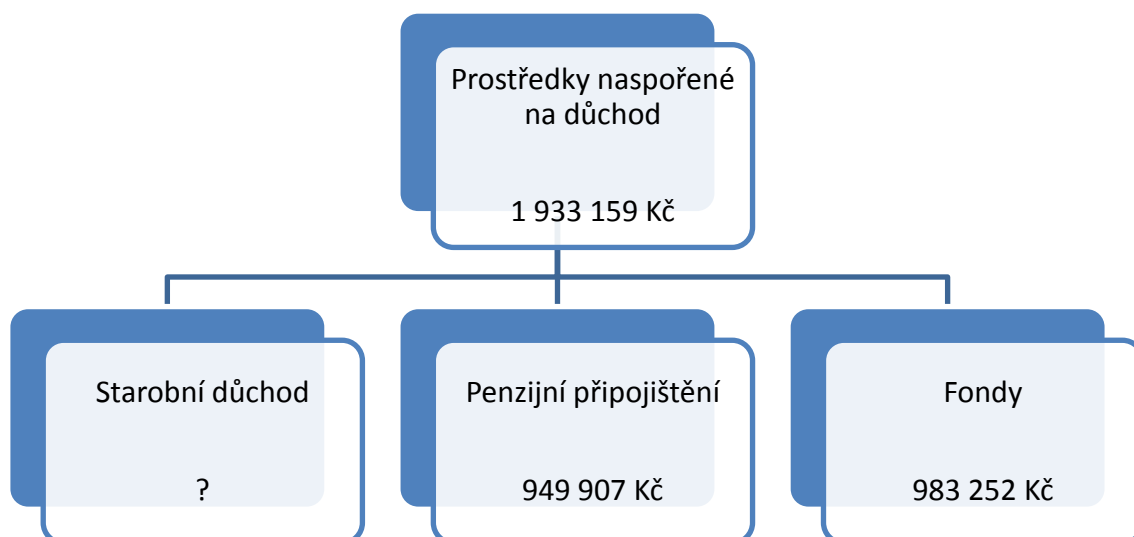 Prostředky naspořené
na důchod
1 933 159 Kč
Starobní důchod
?
Penzijní připojištění
949 907 Kč
Fondy
983 252 Kč